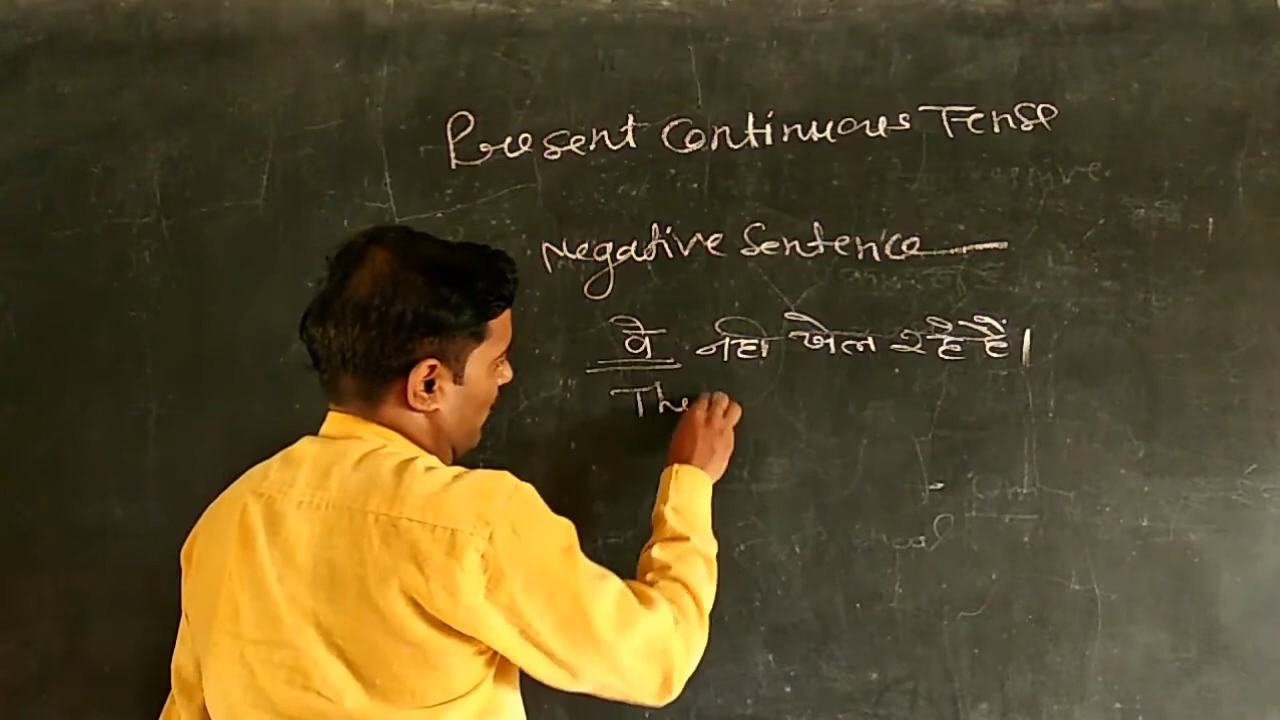 Present Continuous Tense
Negative Sentence
वे नही खेल रहे हैं।
The